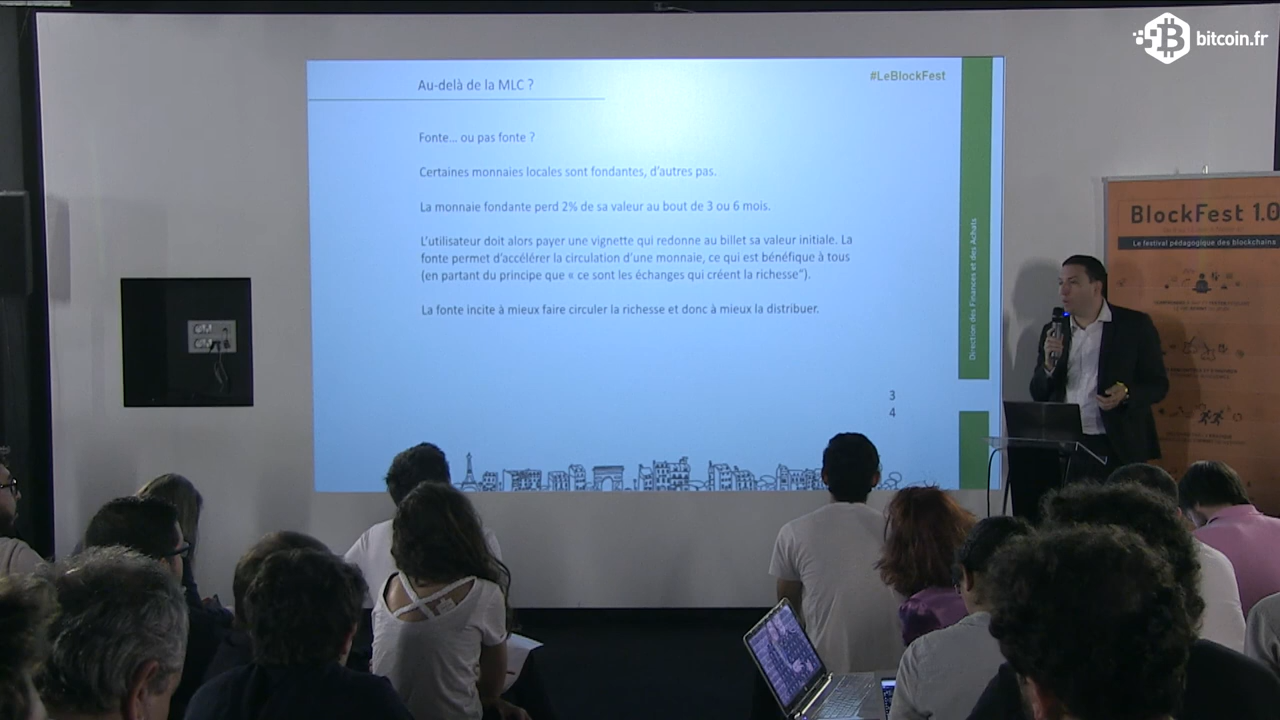 bitcoin.fr
Au-delà de la MLC ?
#LeBlockFest
Fonte... ou pas fonte ?
Certaines monnaies locales sont fondantes, d'autres pas.
La monnaie fondante perd 2% de sa valeur au bout de 3 ou 6 mois.
L'utilisateur doit alors payer une vignette qui redonne au billet sa valeur initiale. La
fonte permet d'accélérer la circulation d'une monnaie, ce qui est bénéfique à tous
(en partant du principe que « ce sont les échanges qui créent la richesse").
La fonte incite à mieux faire circuler la richesse et donc à mieux la distribuer.
3
4
Direction des Finances et des Achats
BlockFest 1.0
Le festival pédagogique des blockchains